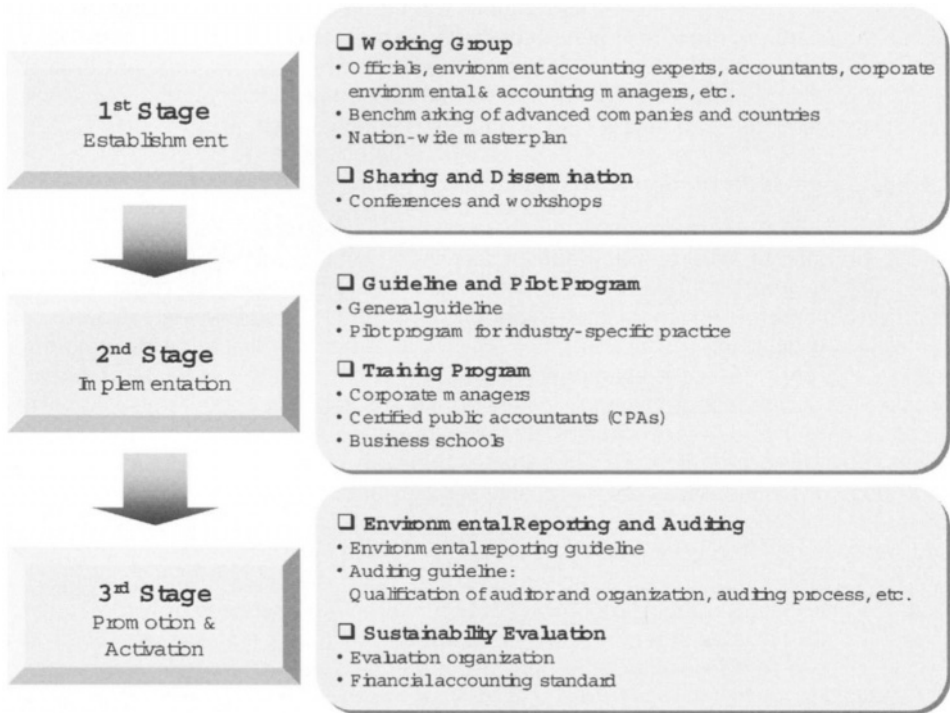 1st Stage
Establishment
❑ Working Group
• Officials, environment accounting experts, accountants, corporate
environmental & accounting managers, etc.
• Benchmarking of advanced companies and countries
• Nation-wide masterplan
❑ Sharing and Dissemination
• Conferences and workshops
2nd Stage
Implementation
❑ Guideline and Pilot Program
• General guideline
• Pilot program for industry-specific practice
❑ Training Program
• Corporate managers
• Certified public accountants (CPAs)
• Business schools
3rd Stage
Promotion &
Activation
❑ Environmental Reporting and Auditing
• Environmental reporting guideline
• Auditing guideline:
Qualification of auditor and organization, auditing process, etc.
❑ Sustainability Evaluation
• Evaluation organization
• Financial accounting standard